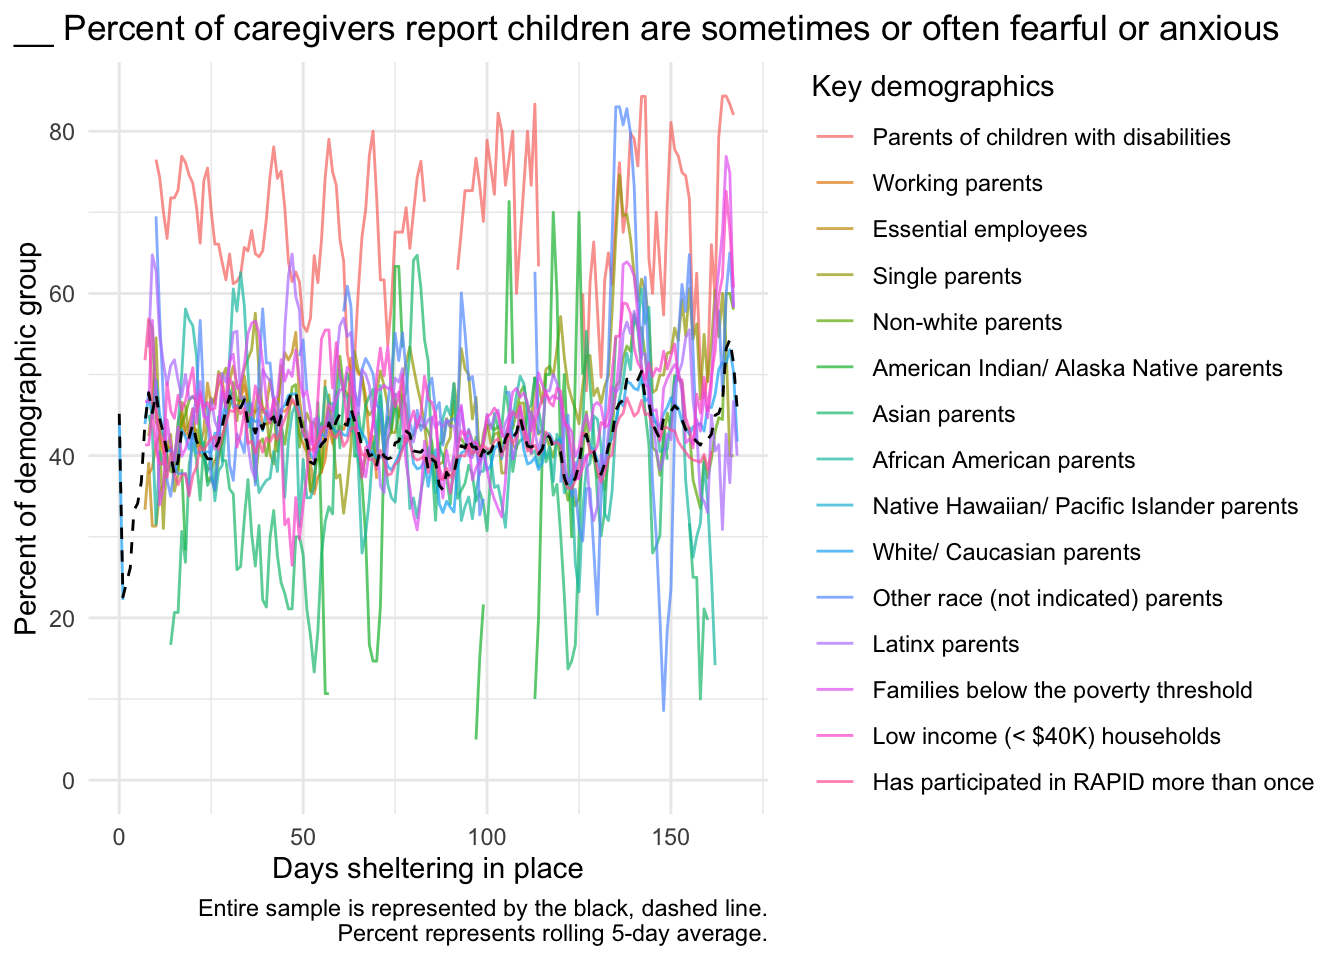 __ Percent of caregivers report children are sometimes or often fearful or anxious
Percent of demographic group
80
60
40
20
0
0
50
100
150
Days sheltering in place
Entire sample is represented by the black, dashed line.
Percent represents rolling 5-day average.
Key demographics
Parents of children with disabilities
Working parents
Essential employees
Single parents
Non-white parents
American Indian/ Alaska Native parents
Asian parents
African American parents
Native Hawaiian/ Pacific Islander parents
White/ Caucasian parents
Other race (not indicated) parents
Latinx parents
Families below the poverty threshold
Low income (< $40K) households
Has participated in RAPID more than once